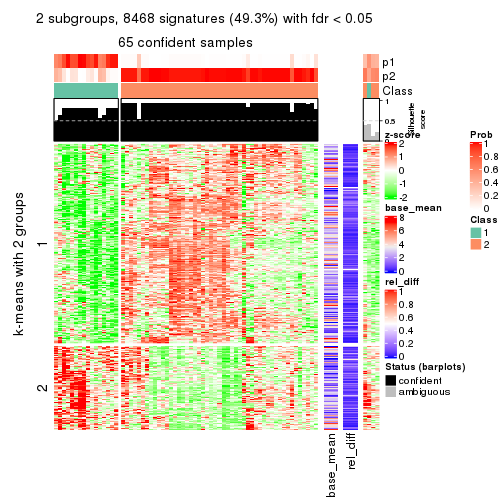 2 subgroups, 8468 signatures (49.3%) with fdr < 0.05
65 confident samples
p1
p2
Class
1
0.5
0
Silhouette
score
k-means with 2 groups
1
2
base_mean
rel_diff
z-score
2
1
0
-1
-2
base_mean
8
6
4
2
0
rel_diff
1
0.8
0.6
0.4
0.2
0
Status (barplots)
confident
ambiguous
Prob
1
0.8
0.6
0.4
0.2
0
Class
1
2